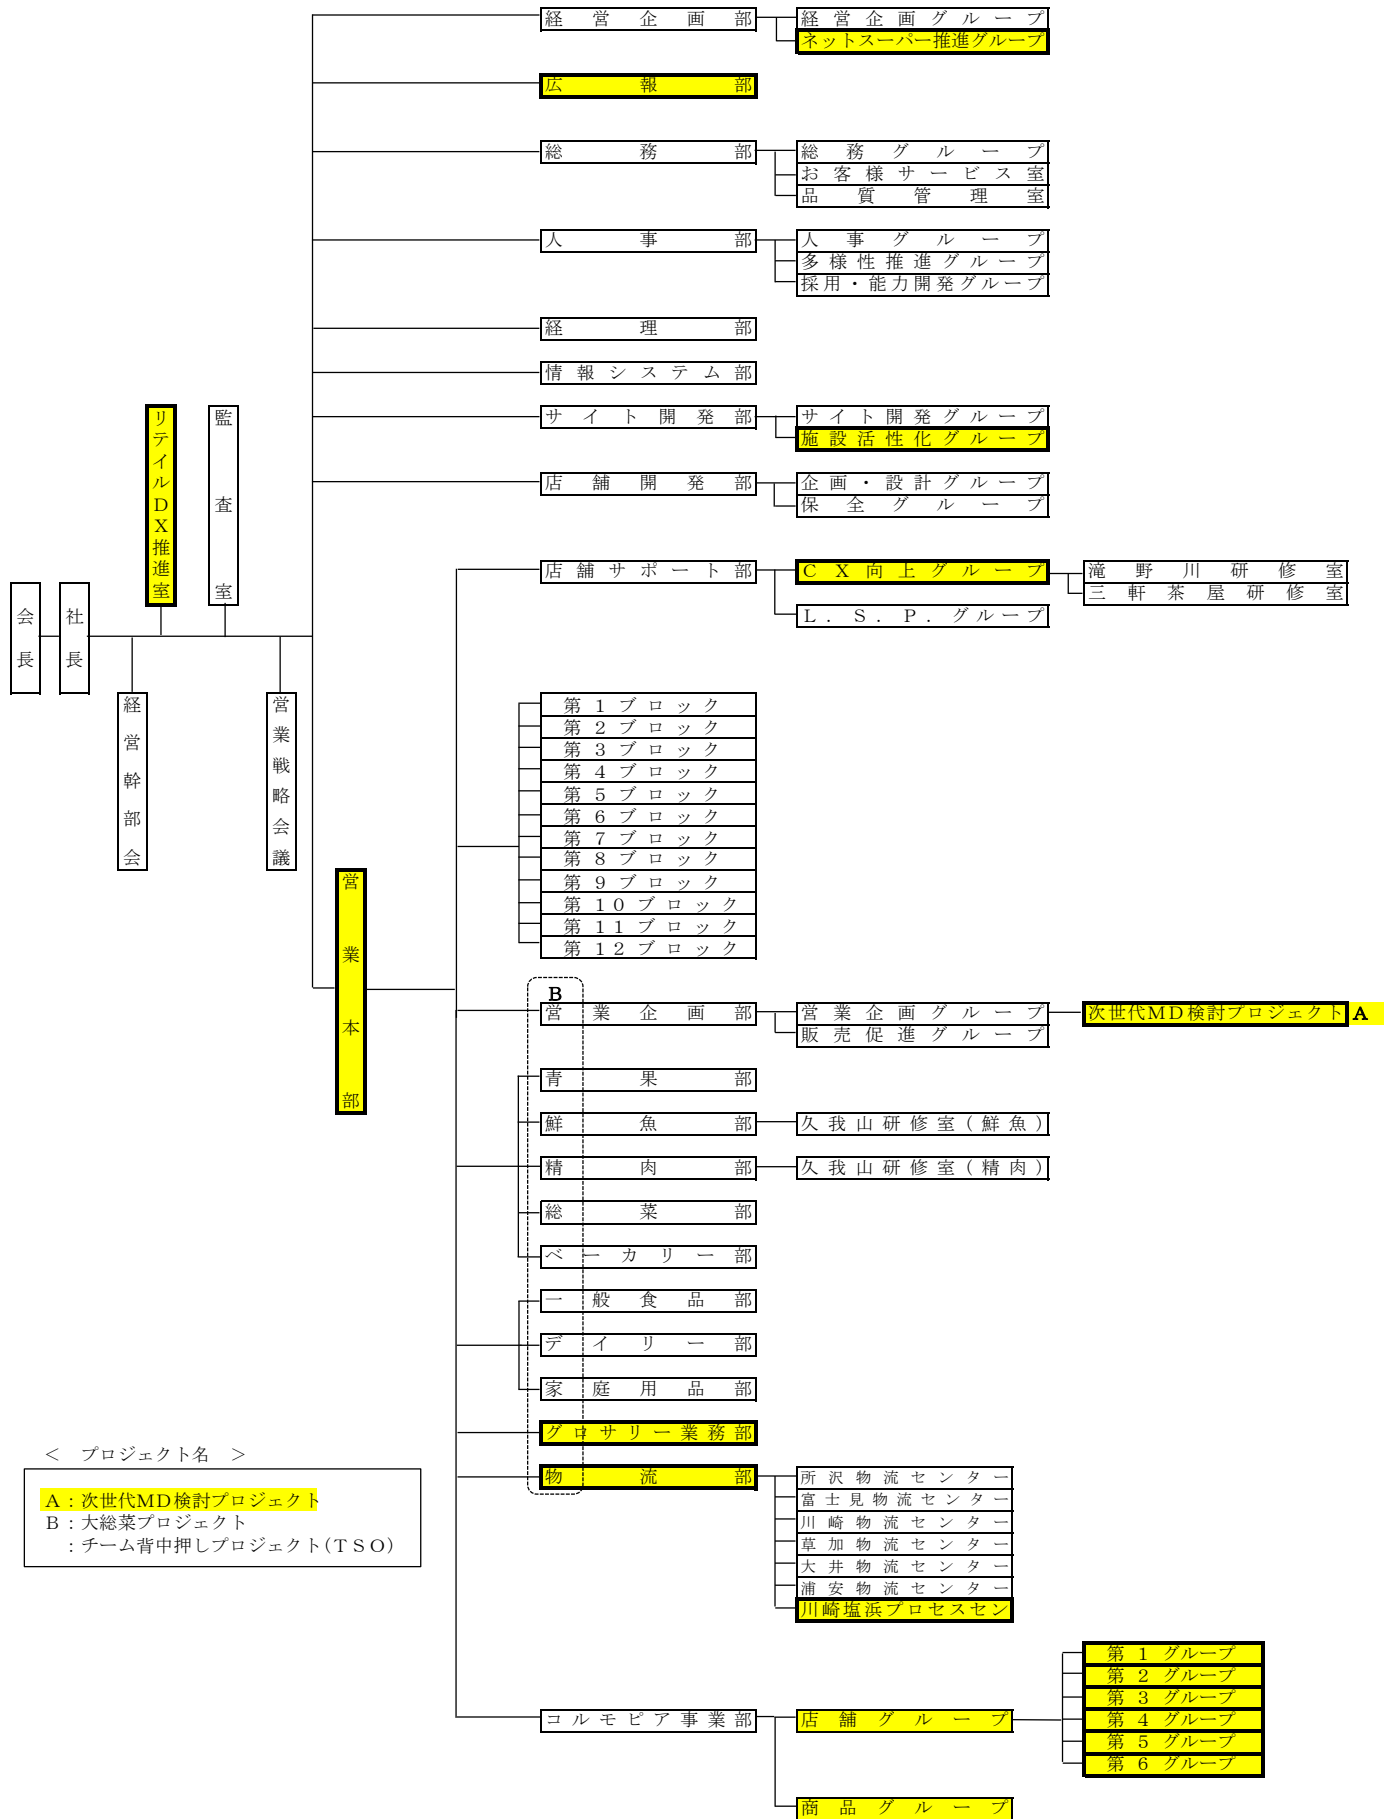 経営企画部
経営企画グループ
ネットスーパー推進グループ
広報部
総務部
総務グループ
お客様サービス室
品質管理室
人事部
人事グループ
多様性推進グループ
採用・能力開発グループ
経理部
情報システム部
サイト開発部
サイト開発グループ
施設活性化グループ
店舗開発部
企画・設計グループ
保全グループ
リテイルDX推進室
監査室
会長
社長
経営幹部会
営業戦略会議
営業本部
店舗サポート部
CX向上グループ
滝野川研修室
三軒茶屋研修室
L.S.P.グループ
第1ブロック
第2ブロック
第3ブロック
第4ブロック
第5ブロック
第6ブロック
第7ブロック
第8ブロック
第9ブロック
第10ブロック
第11ブロック
第12ブロック
B
営業企画部
営業企画グループ
次世代MD検討プロジェクト A
販売促進グループ
青果部
鮮魚部
久我山研修室(鮮魚)
精肉部
久我山研修室(精肉)
総菜部
ベーカリー部
一般食品部
デイリー部
家庭用品部
グロサリー業務部
物流部
所沢物流センター
富士見物流センター
川崎物流センター
草加物流センター
大井物流センター
浦安物流センター
川崎塩浜プロセスセン
コルモピア事業部
店舗グループ
第1グループ
第2グループ
第3グループ
第4グループ
第5グループ
第6グループ
商品グループ
< プロジェクト名 >
A:次世代MD検討プロジェクト
B:大総菜プロジェクト
:チーム背中押しプロジェクト(TSO)